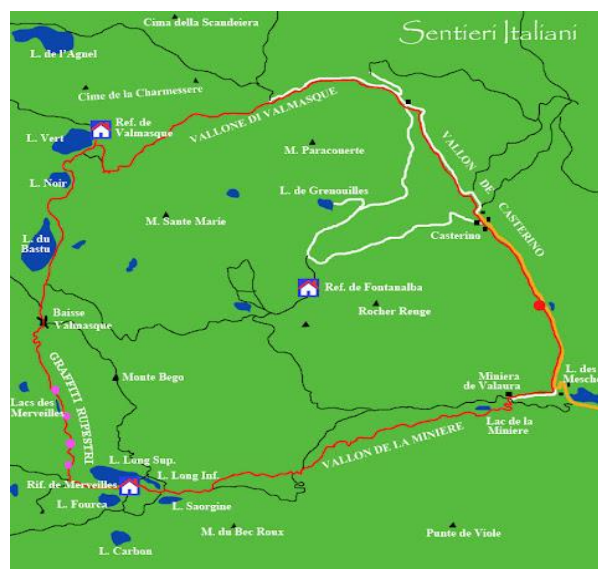 Cima della Scandeiera
Sentieri Italiani
L. de l'Agnel
Cime de la Charmessere
Ref. de
Valmasque
VALLONE DI VALMASQUE
L. Vert
M. Paraconerte
VALLON DE CASTERINO
L. Noir
L. de Grenouilles
M. Sante Marie
Casterino
L. du
Bastu
Ref. de Fontanalba
Rocher Reuge
Baisse
Valmasque
GRAFFITI RUPESTRI
Monte Bego
Miniera
de Valaura
L. des
Mesche
Lacs des
Merveilles
Lac de la
Miniere
VALLON DE LA MINIERE
L. Long Sup.
L. Long Inf.
Rif. de Merveilles
L. Fourca
L. Saorgine
M. du Bec Roux
Punte de Viole
L. Carbon